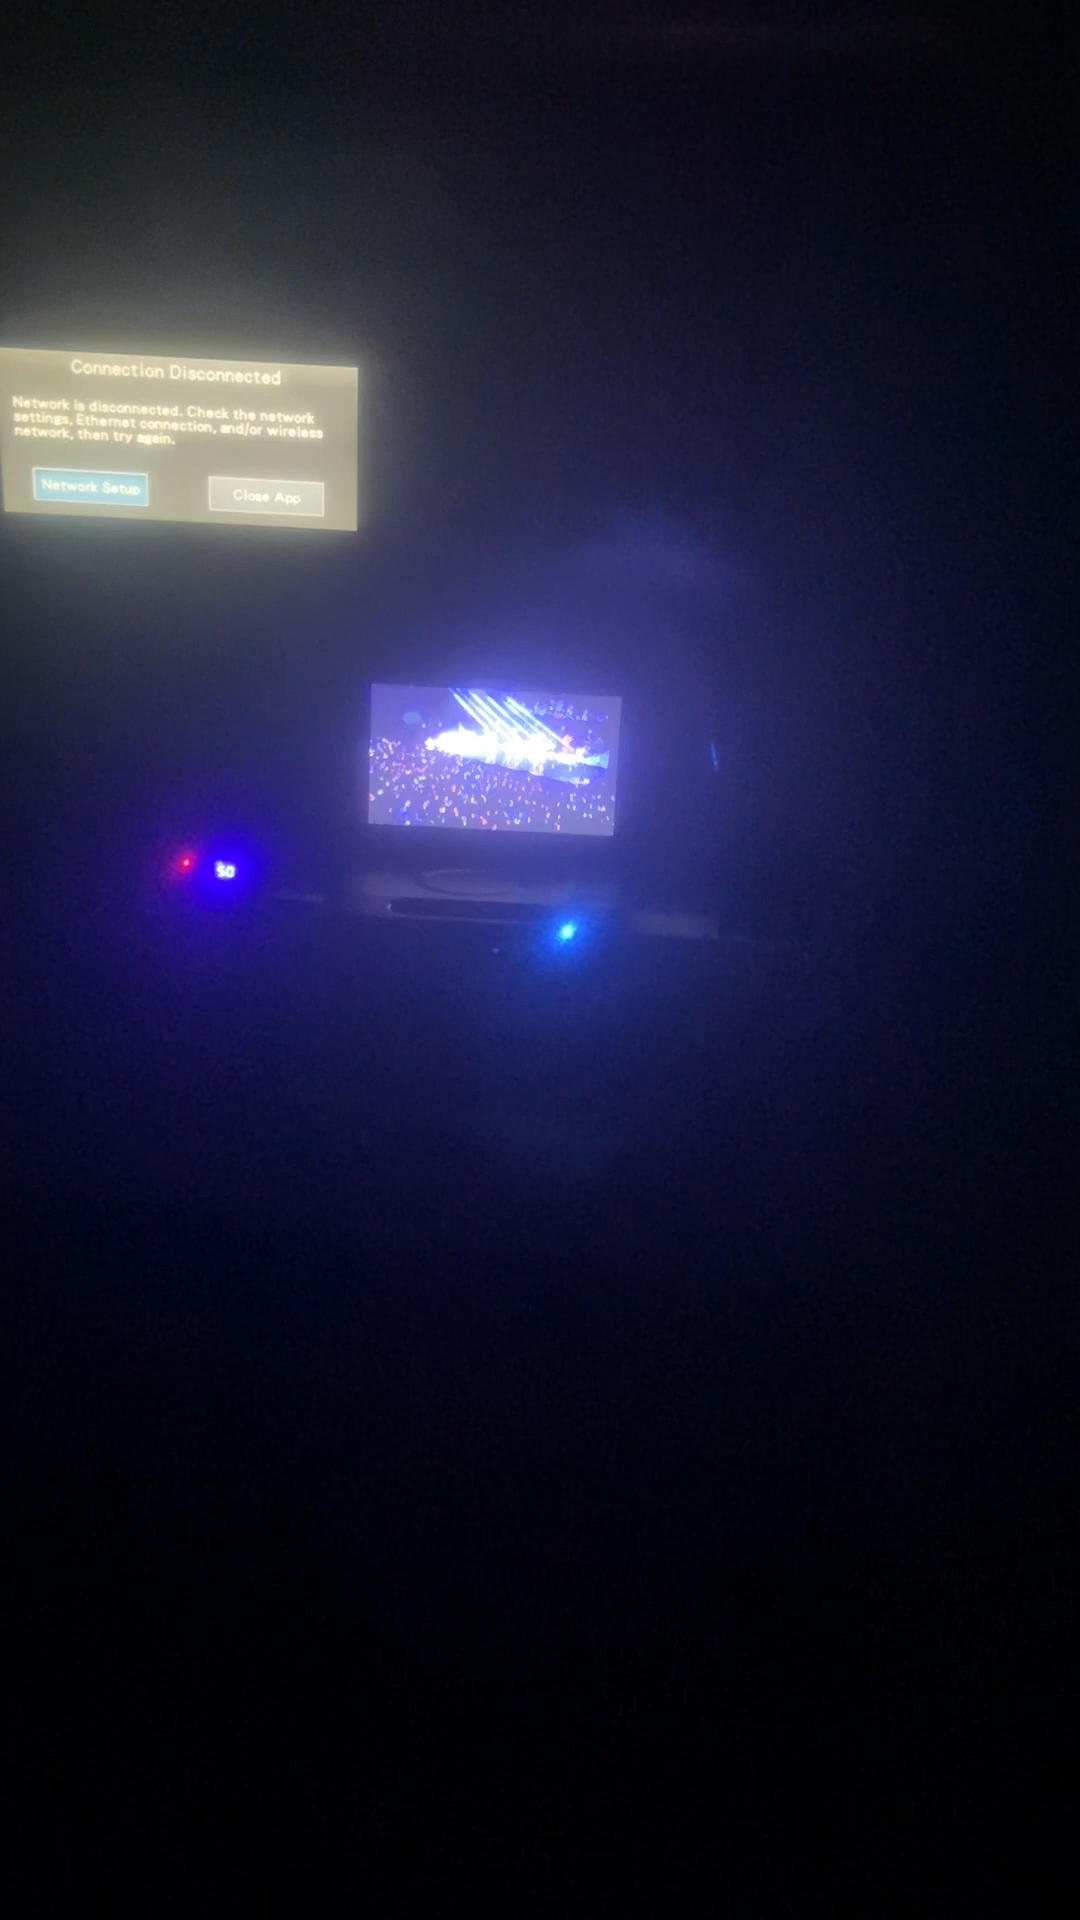 Connection Disconnected
Network is disconnected. Check the network
settings, Ethernet connection, and/or wireless
network, then try again.
Network Setup
Close App
50